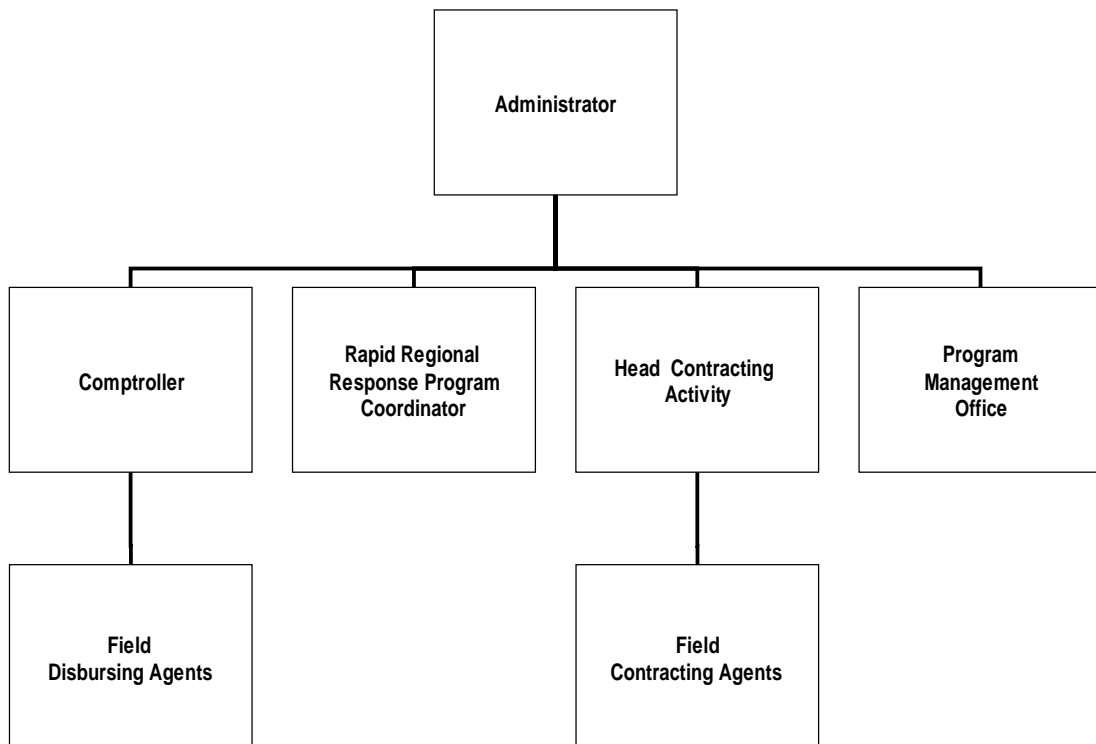 Administrator
Comptroller
Rapid Regional
Response Program
Coordinator
Head Contracting
Activity
Program
Management
Office
Field
Disbursing Agents
Field
Contracting Agents